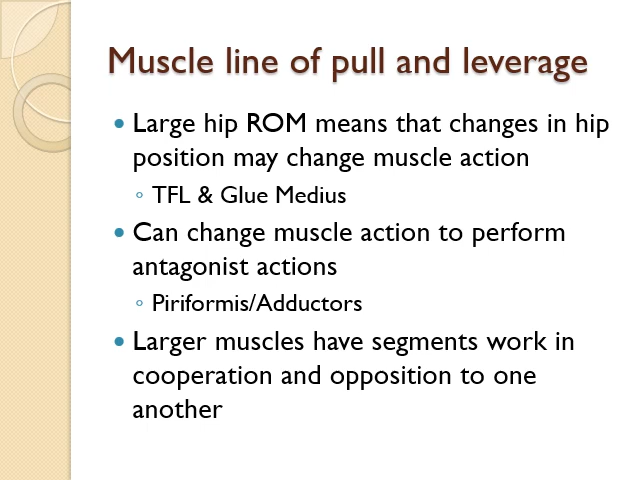 Muscle line of pull and leverage
• Large hip ROM means that changes in hip
position may change muscle action
◦ TFL & Glue Medius
• Can change muscle action to perform
antagonist actions
◦ Piriformis/Adductors
• Larger muscles have segments work in
cooperation and opposition to one
another